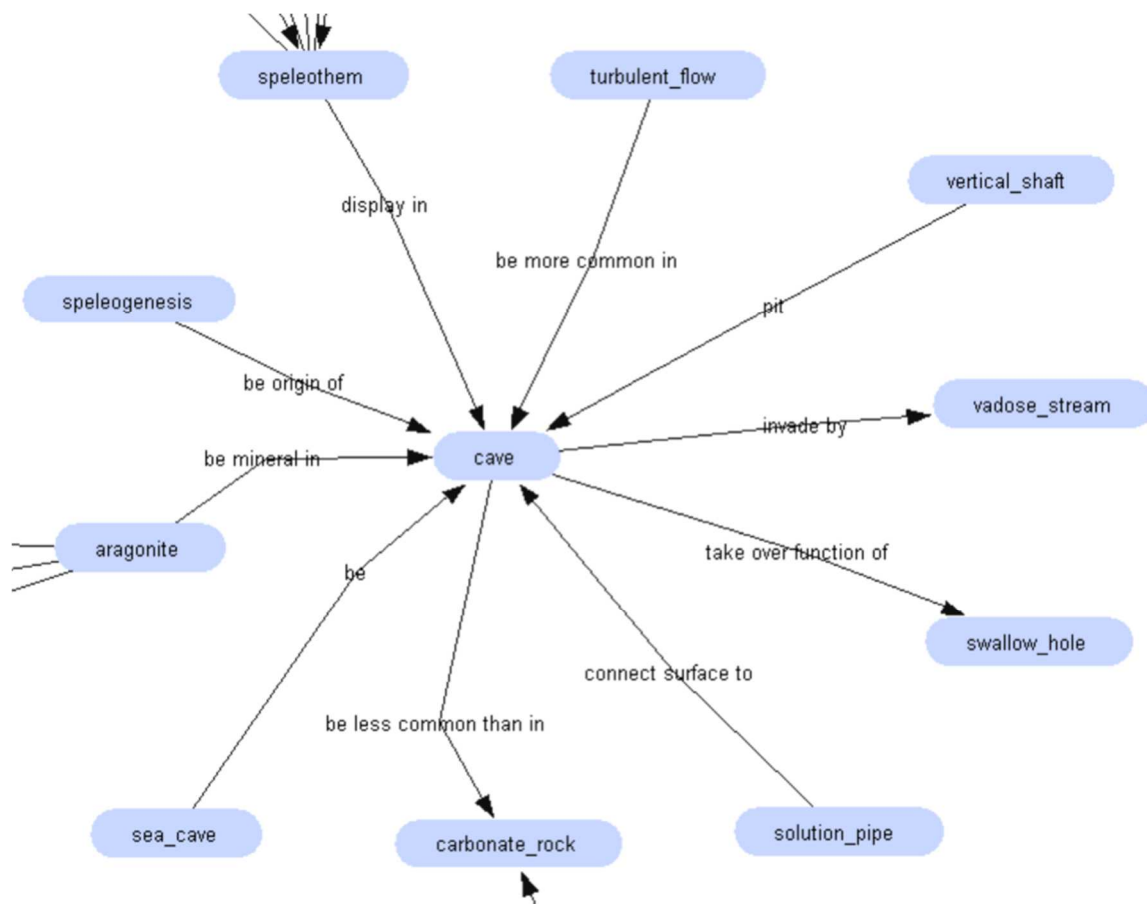 speleothem
turbulent_flow
vertical_shaft
display in
be more common in
speleogenesis
pit
be origin of
vadose_stream
invade by
cave
be mineral in
aragonite
take over function of
be
swallow_hole
connect surface to
be less common than in
sea_cave
carbonate_rock
solution_pipe